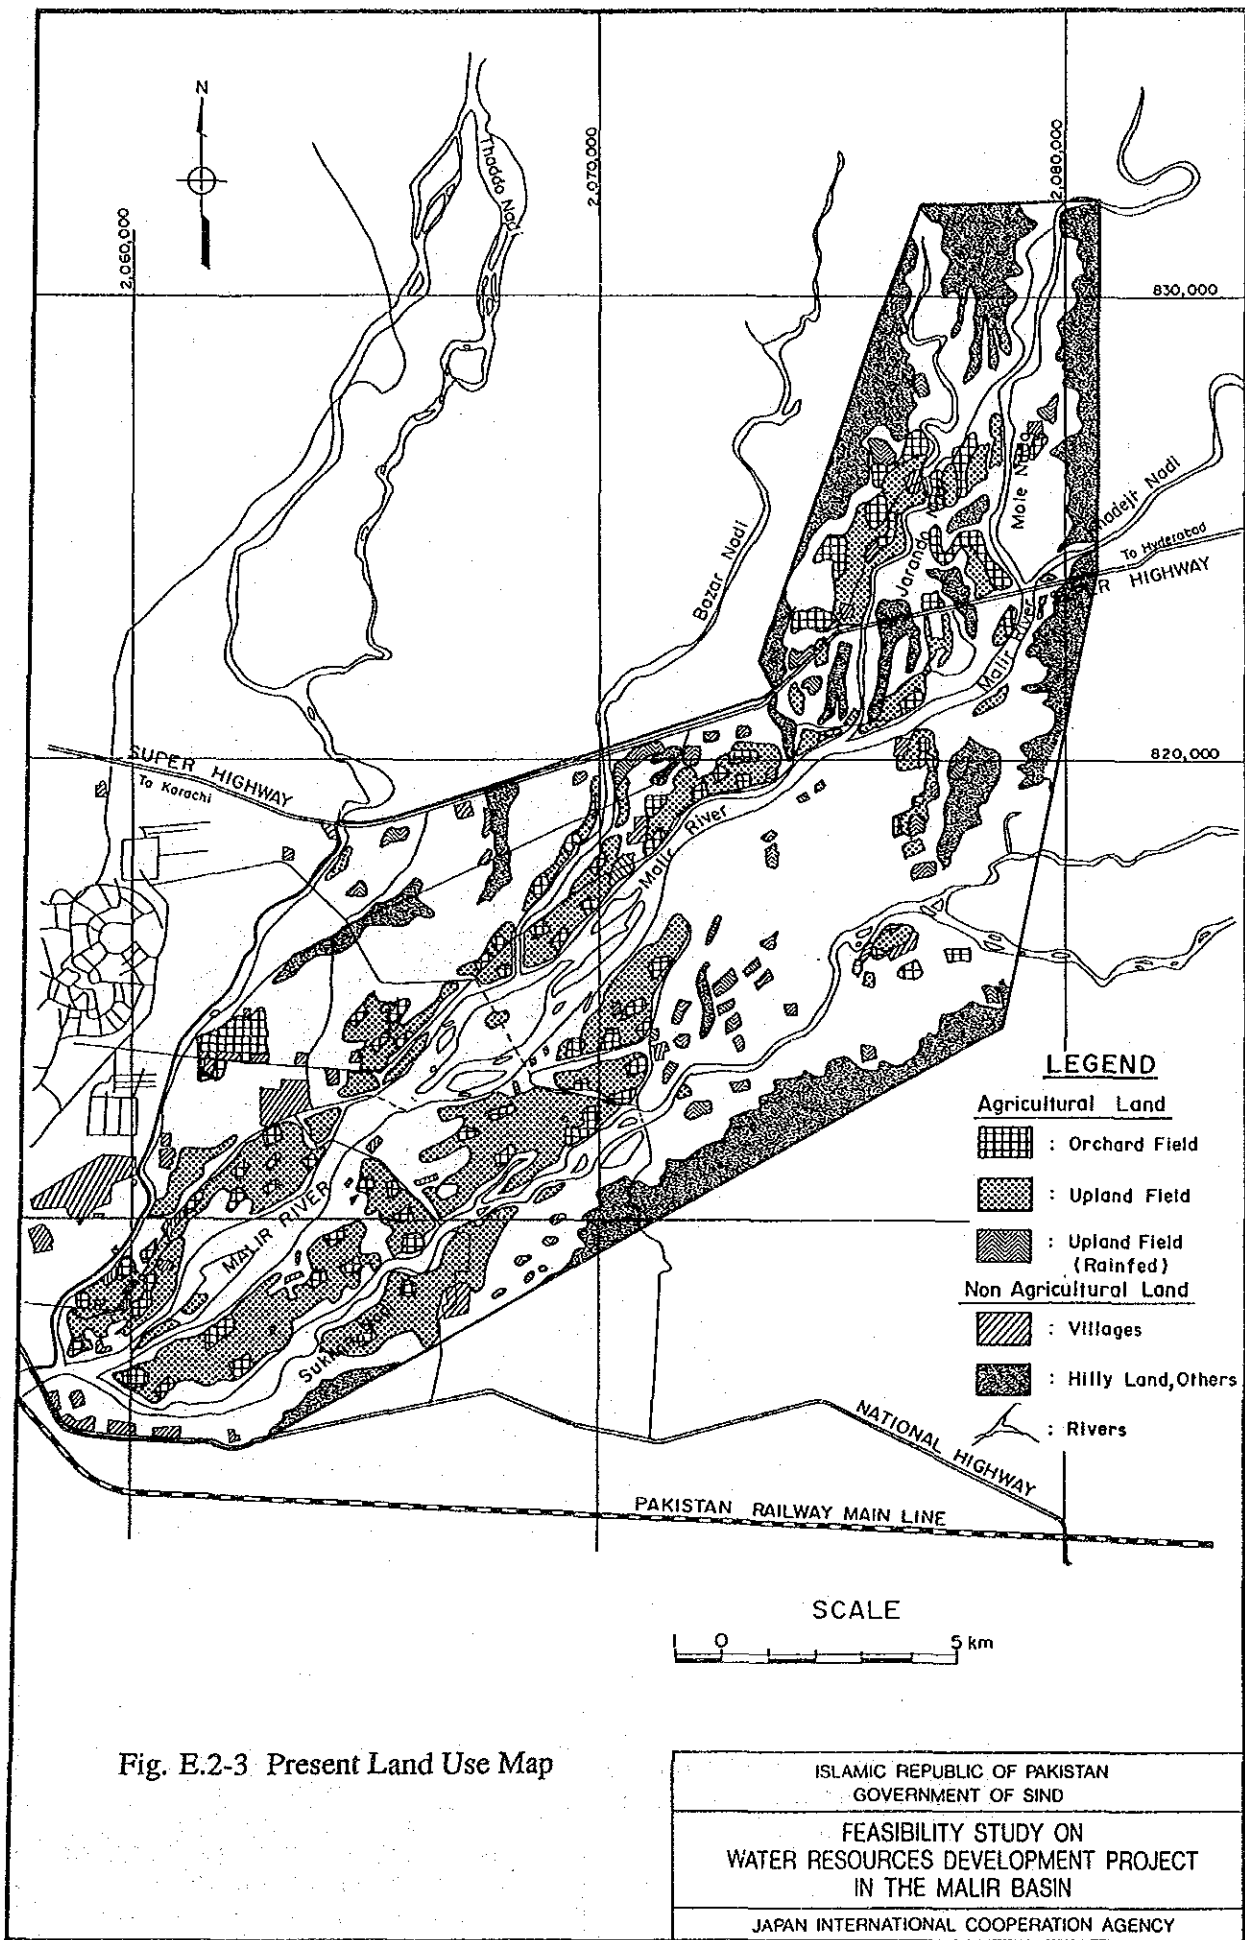 N
Thaddo Nadi
2,060,000
2,070,000
2,080,000
830,000
Bazar Nadi
Jaranda
Mole Nadi
Khadeji Nadi
To Hyderabad
SUPER HIGHWAY
Malir River
820,000
SUPER HIGHWAY
To Karachi
Malir River
MALIR RIVER
LEGEND
Agricultural Land
: Orchard Field
: Upland Field
: Upland Field
(Rainfed)
Non Agricultural Land
: Villages
: Hilly Land, Others
: Rivers
NATIONAL HIGHWAY
PAKISTAN RAILWAY MAIN LINE
SCALE
0 5 km
Fig. E.2-3 Present Land Use Map
ISLAMIC REPUBLIC OF PAKISTAN
GOVERNMENT OF SIND
FEASIBILITY STUDY ON
WATER RESOURCES DEVELOPMENT PROJECT
IN THE MALIR BASIN
JAPAN INTERNATIONAL COOPERATION AGENCY